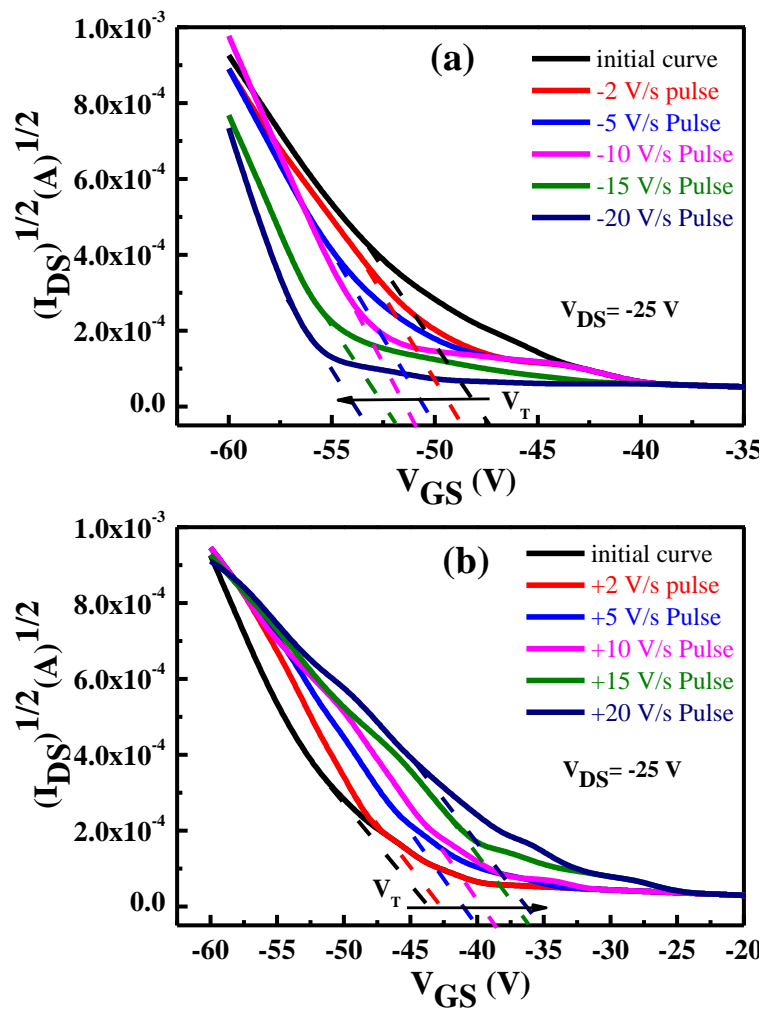 (a)
initial curve
-2 V/s pulse
-5 V/s Pulse
-10 V/s Pulse
-15 V/s Pulse
-20 V/s Pulse
V_DS= -25 V
V_T
1.0x10^-3
8.0x10^-4
6.0x10^-4
4.0x10^-4
2.0x10^-4
0.0
(I_DS)^1/2(A)^1/2
-60 -55 -50 -45 -40 -35
V_GS (V)
(b)
initial curve
+2 V/s pulse
+5 V/s Pulse
+10 V/s Pulse
+15 V/s Pulse
+20 V/s Pulse
V_DS= -25 V
V_T
1.0x10^-3
8.0x10^-4
6.0x10^-4
4.0x10^-4
2.0x10^-4
0.0
(I_DS)^1/2(A)^1/2
-60 -55 -50 -45 -40 -35 -30 -25 -20
V_GS (V)